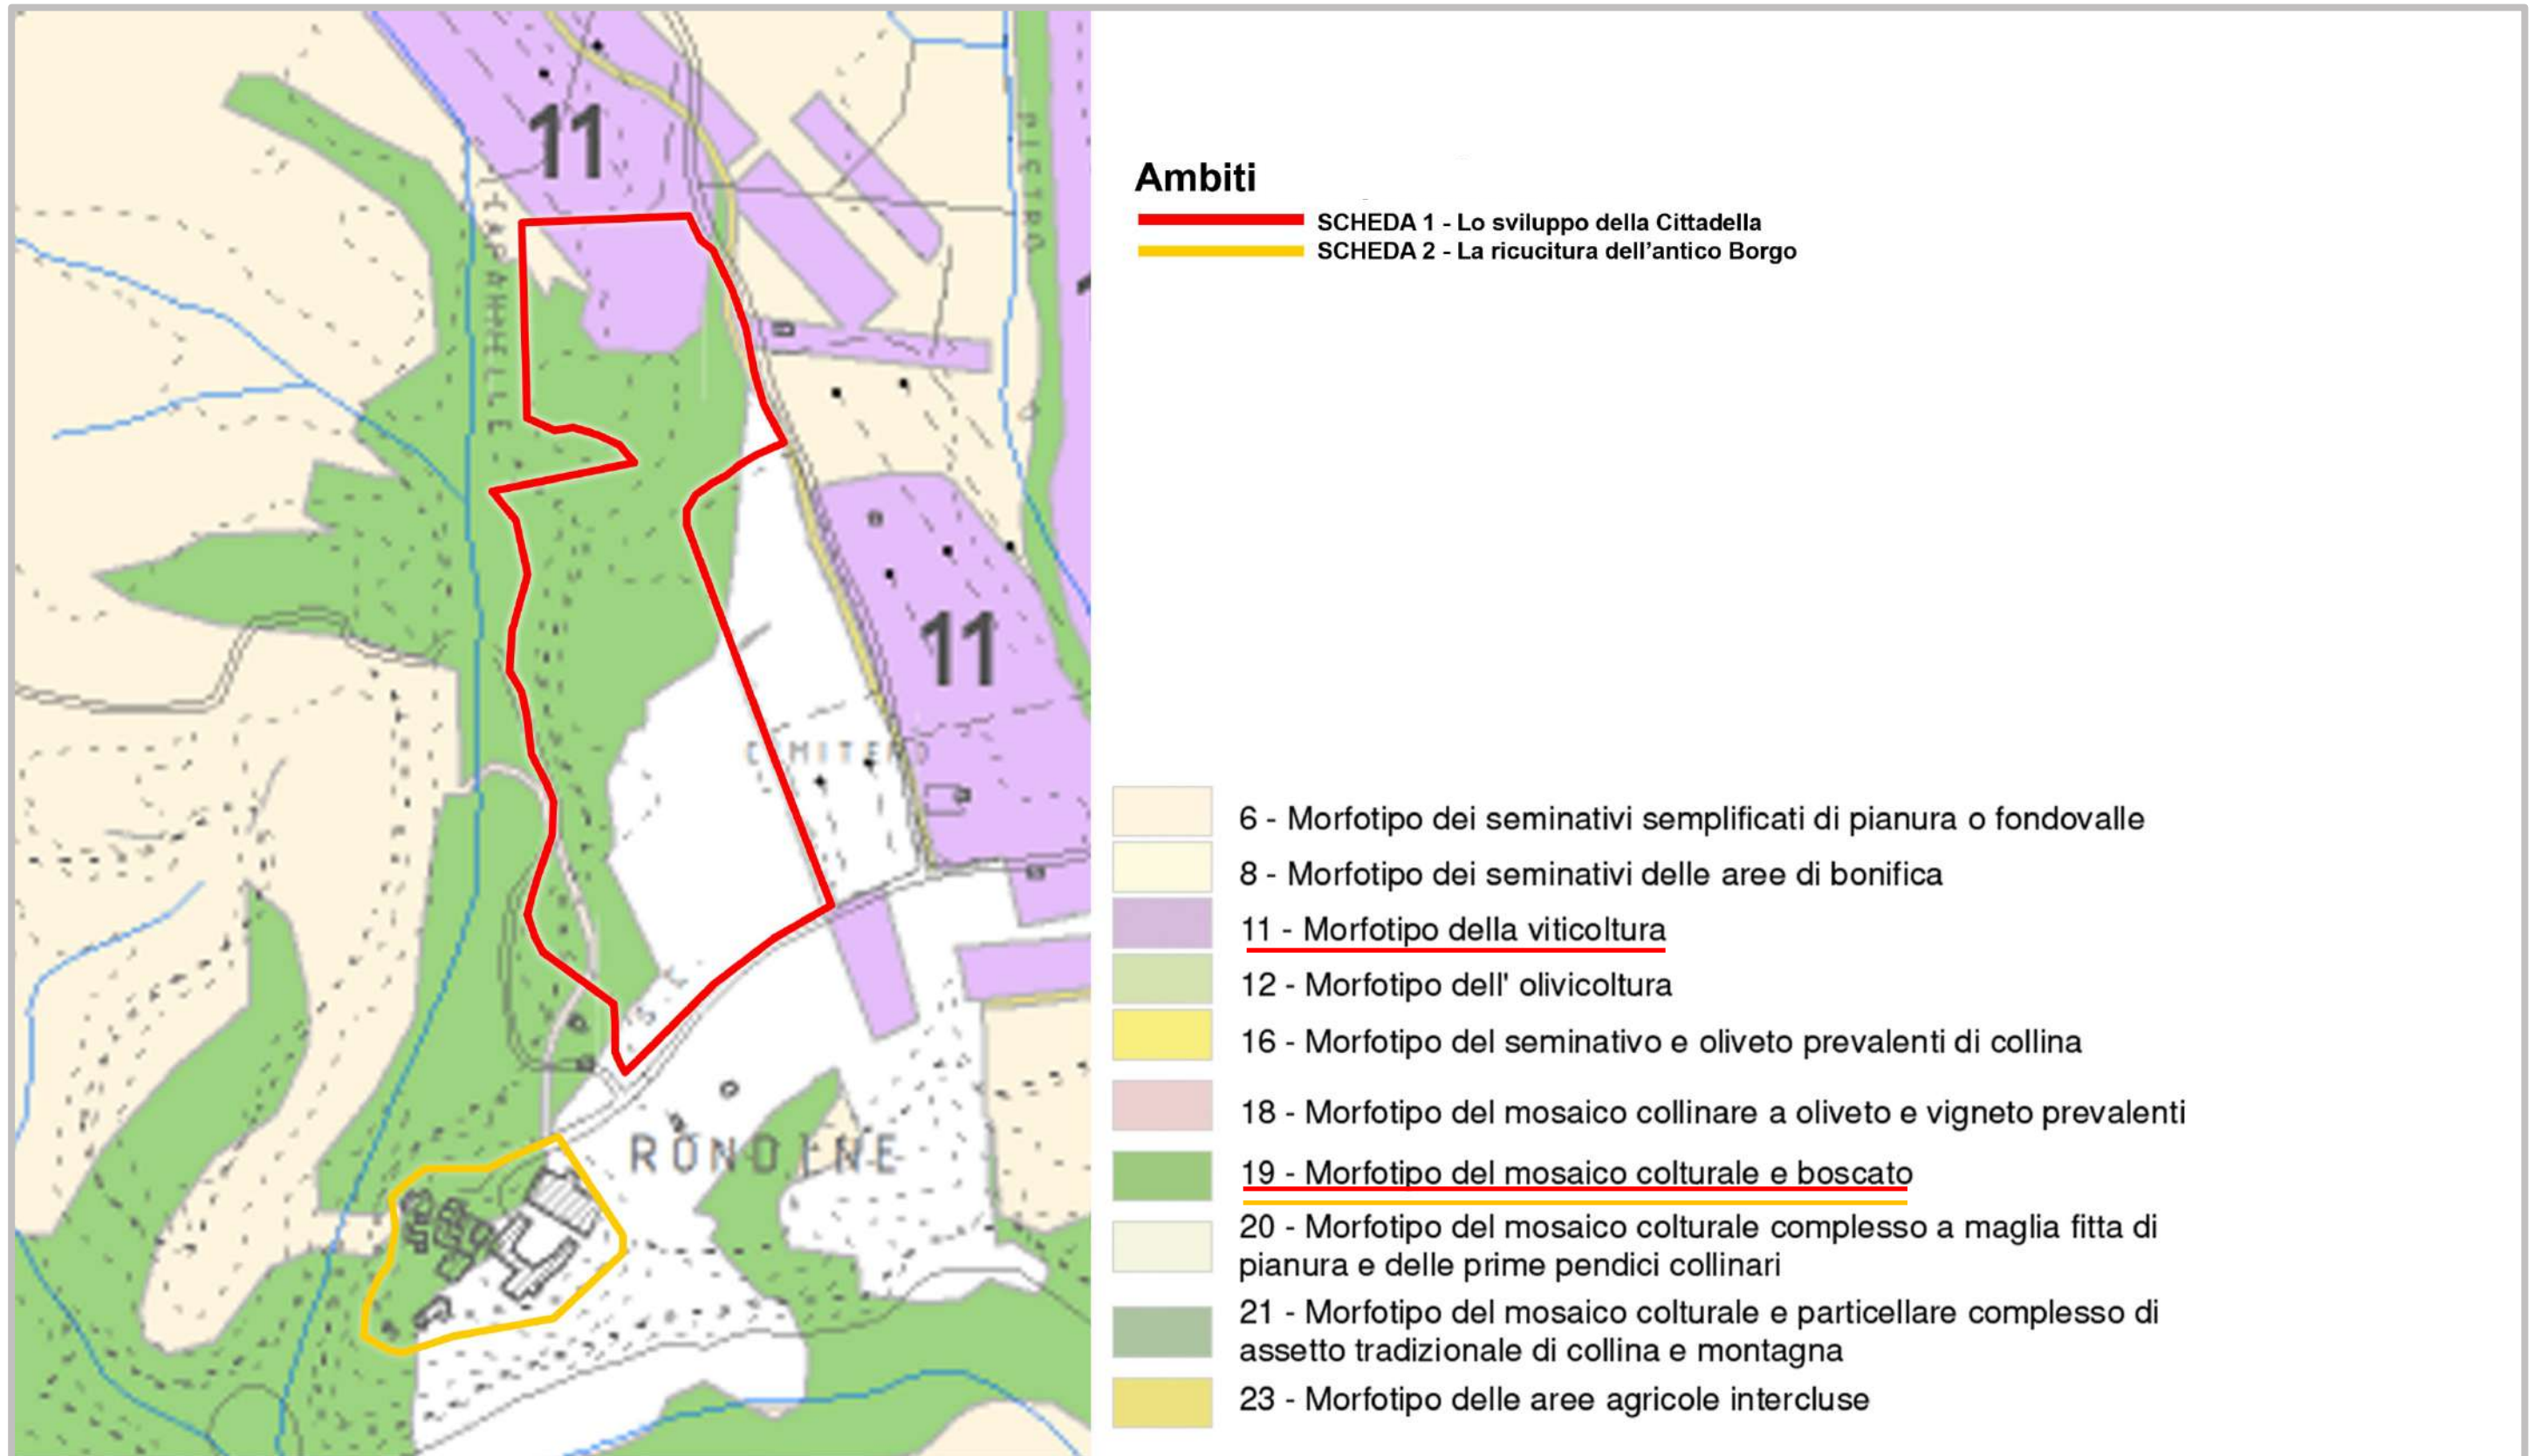 11
PIETRO
CAPANNELLE
11
CIMITERO
RONDINE
Ambiti
SCHEDA 1 - Lo sviluppo della Cittadella
SCHEDA 2 - La ricucitura dell'antico Borgo
6 - Morfotipo dei seminativi semplificati di pianura o fondovalle
8 - Morfotipo dei seminativi delle aree di bonifica
11 - Morfotipo della viticoltura
12 - Morfotipo dell' olivicoltura
16 - Morfotipo del seminativo e oliveto prevalenti di collina
18 - Morfotipo del mosaico collinare a oliveto e vigneto prevalenti
19 - Morfotipo del mosaico colturale e boscato
20 - Morfotipo del mosaico colturale complesso a maglia fitta di
pianura e delle prime pendici collinari
21 - Morfotipo del mosaico colturale e particellare complesso di
assetto tradizionale di collina e montagna
23 - Morfotipo delle aree agricole intercluse